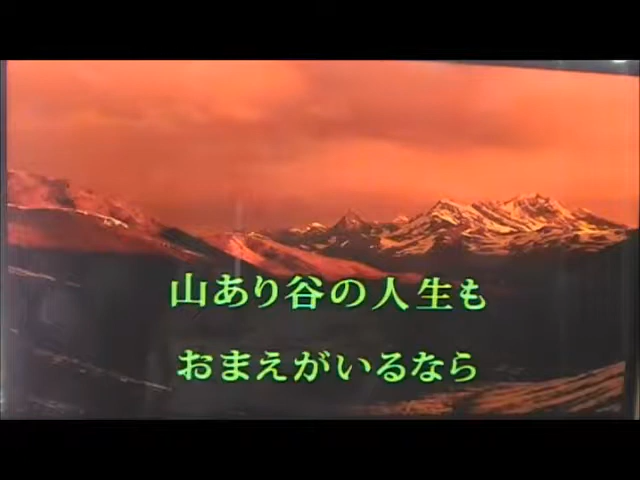 山あり谷の人生も
おまえがいるなら